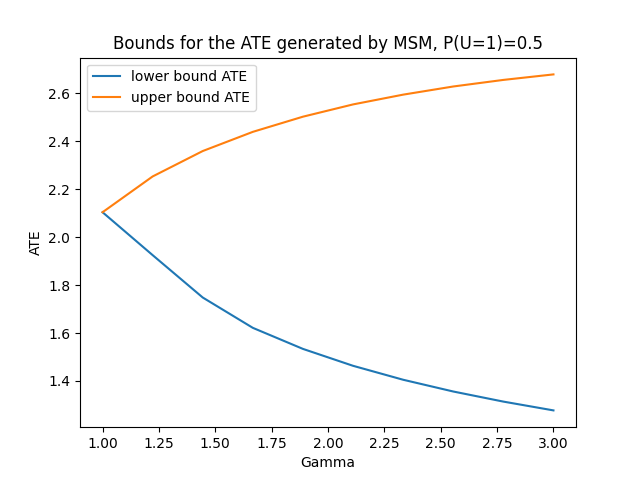 Bounds for the ATE generated by MSM, P(U=1)=0.5
lower bound ATE
upper bound ATE
2.6
2.4
2.2
2.0
1.8
1.6
1.4
ATE
1.00 1.25 1.50 1.75 2.00 2.25 2.50 2.75 3.00
Gamma